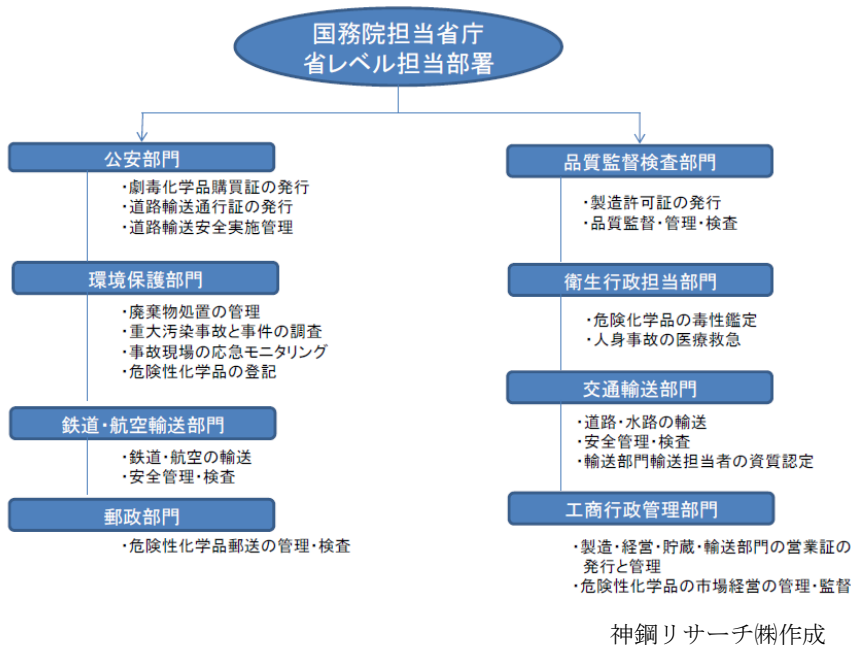 国務院担当省庁
省レベル担当部署
公安部門
・劇毒化学品購買証の発行
・道路輸送通行証の発行
・道路輸送安全実施管理
環境保護部門
・廃棄物処置の管理
・重大汚染事故と事件の調査
・事故現場の応急モニタリング
・危険性化学品の登記
鉄道・航空輸送部門
・鉄道・航空の輸送
・安全管理・検査
郵政部門
・危険性化学品郵送の管理・検査
品質監督検査部門
・製造許可証の発行
・品質監督・管理・検査
衛生行政担当部門
・危険化学品の毒性鑑定
・人身事故の医療救急
交通輸送部門
・道路・水路の輸送
・安全管理・検査
・輸送部門輸送担当者の資質認定
工商行政管理部門
・製造・経営・貯蔵・輸送部門の営業証の
発行と管理
・危険性化学品の市場経営の管理・監督
神鋼リサーチ㈱作成